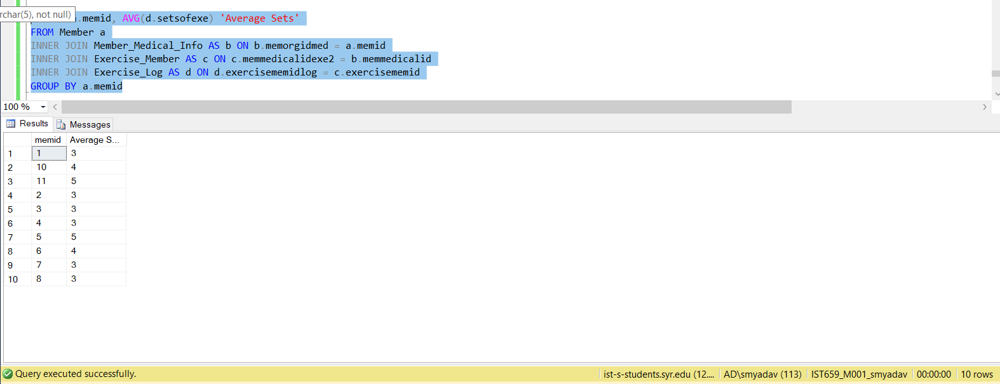 rchar(5), not null)
.memid, AVG(d.setsofexe) 'Average Sets'
FROM Member a
INNER JOIN Member_Medical_Info AS b ON b.memorgidmed = a.memid
INNER JOIN Exercise_Member AS c ON c.memmedicalidexe2 = b.memmedicalid
INNER JOIN Exercise_Log AS d ON d.exercisememidlog = c.exercisememid
GROUP BY a.memid
100 %
Results Messages
memid Average S...
1 1 3
2 10 4
3 11 5
4 2 3
5 3 3
6 4 3
7 5 5
8 6 4
9 7 3
10 8 3
Query executed successfully. ist-s-students.syr.edu (12.... AD\smyadav (113) IST659_M001_smyadav 00:00:00 10 rows